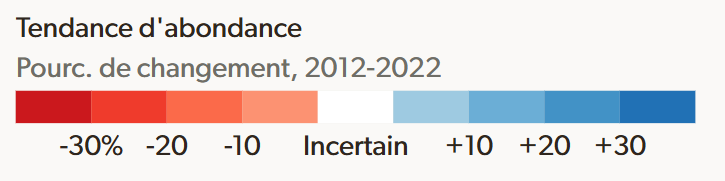 Tendance d'abondance
Pourc. de changement, 2012-2022
-30% -20 -10 Incertain +10 +20 +30